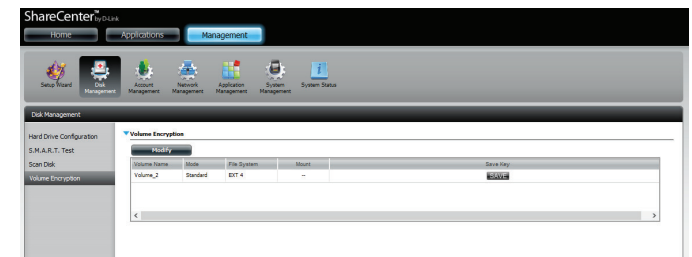 ShareCenter™ by D-Link
Home Applications Management
Setup Wizard Disk Management Account Management Network Management Application Management System Management System Status
Disk Management
Hard Drive Configuration
S.M.A.R.T. Test
Scan Disk
Volume Encryption
Volume Encryption
Modify
Volume Name Mode File System Mount Save Key
Volume_2 Standard EXT 4 -- SAVE